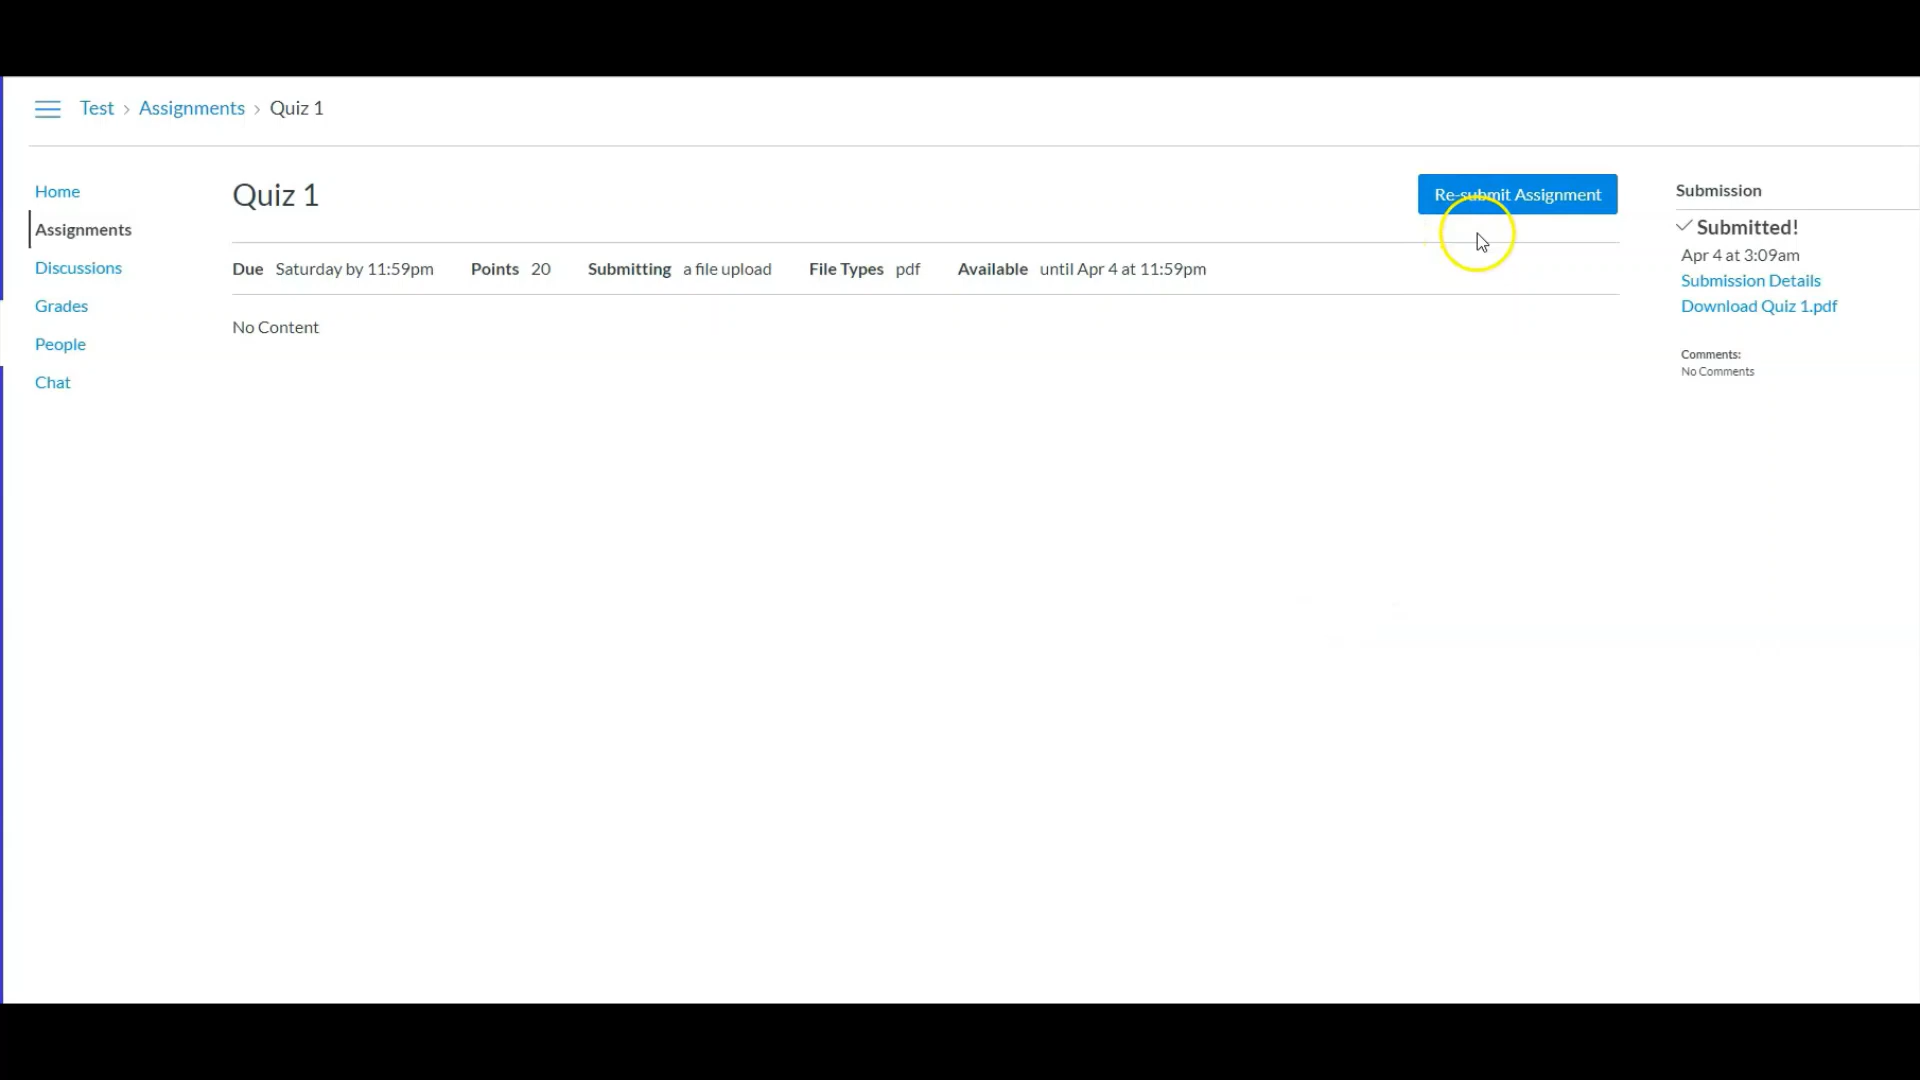 Test › Assignments › Quiz 1
Home
Assignments
Discussions
Grades
People
Chat
Quiz 1
Re-submit Assignment
Due Saturday by 11:59pm Points 20 Submitting a file upload File Types pdf Available until Apr 4 at 11:59pm
No Content
Submission
Submitted!
Apr 4 at 3:09am
Submission Details
Download Quiz 1.pdf
Comments:
No Comments